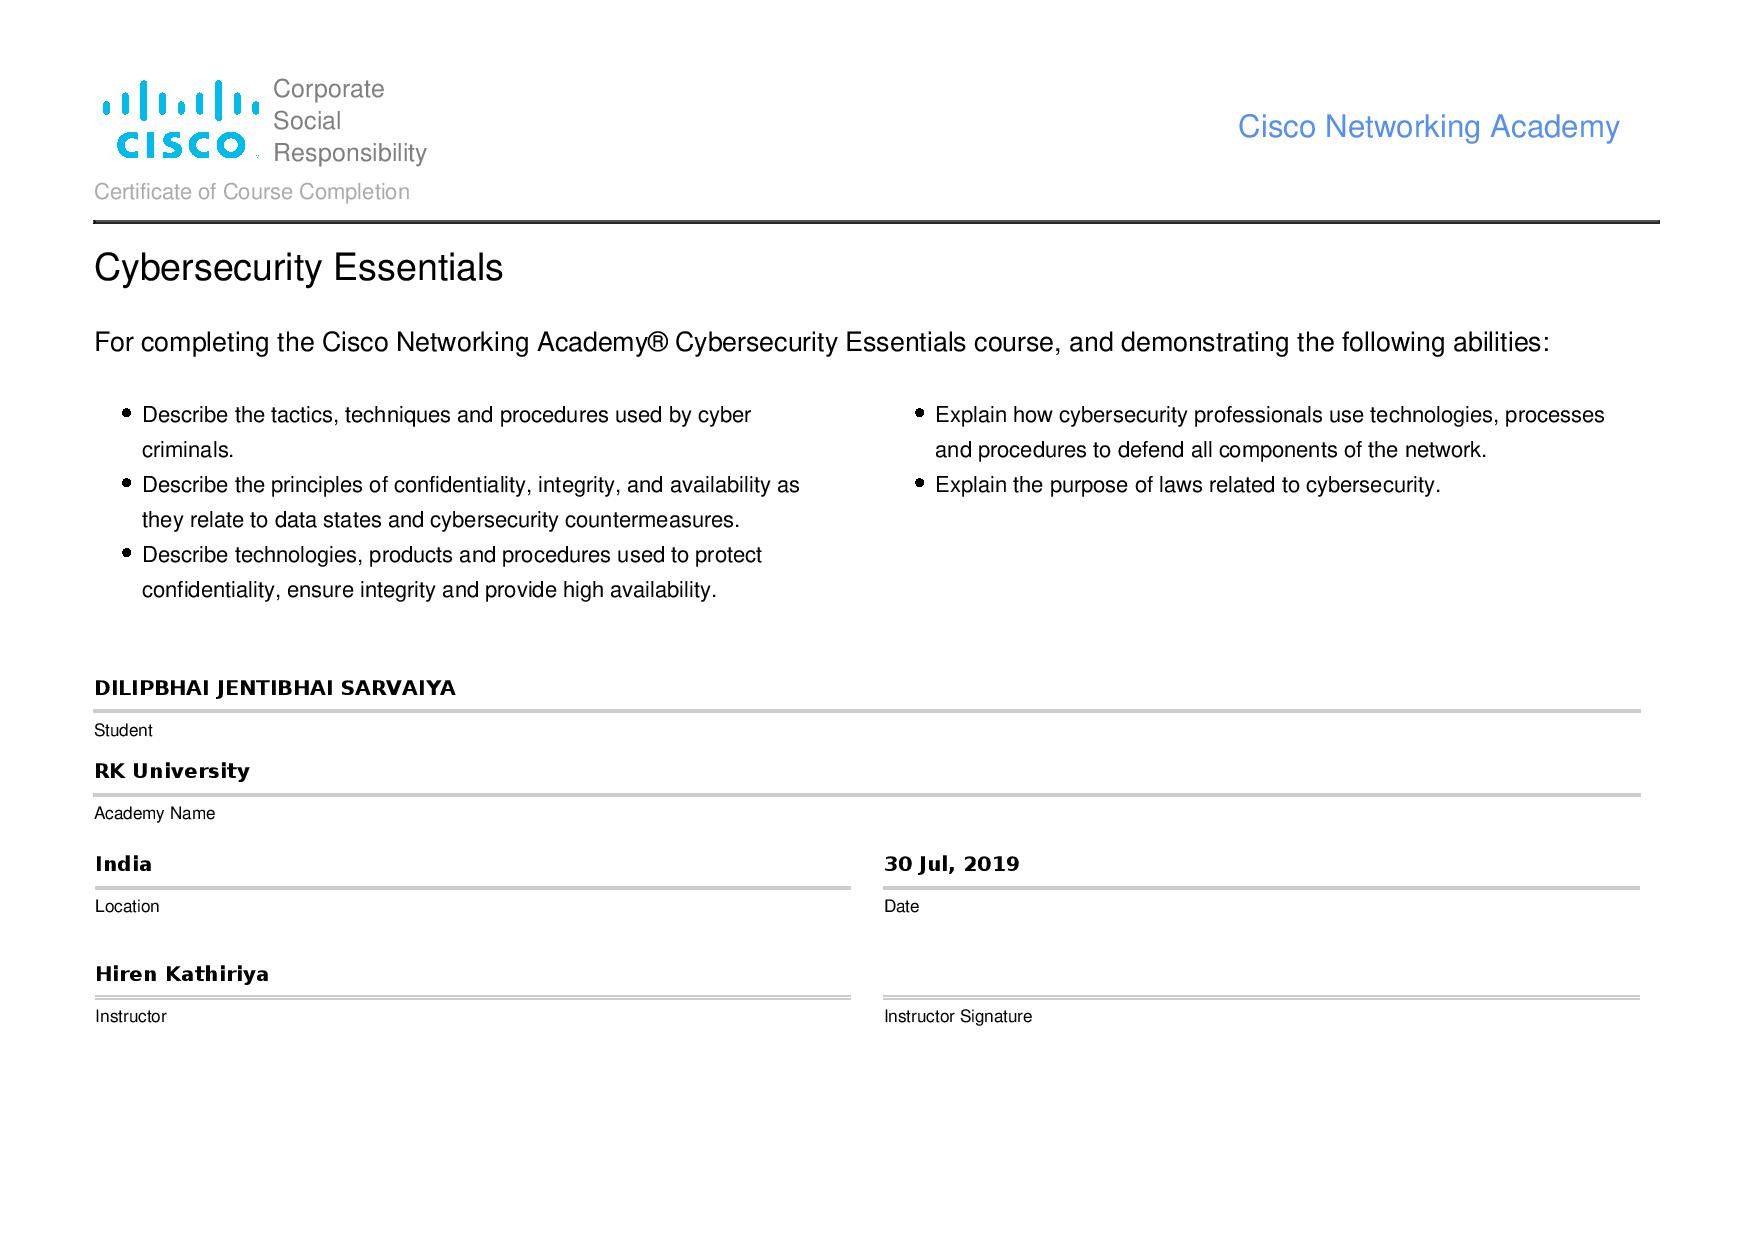 CISCO
Corporate
Social
Responsibility
Cisco Networking Academy
Certificate of Course Completion
Cybersecurity Essentials
For completing the Cisco Networking Academy® Cybersecurity Essentials course, and demonstrating the following abilities:
• Describe the tactics, techniques and procedures used by cyber
criminals.
• Describe the principles of confidentiality, integrity, and availability as
they relate to data states and cybersecurity countermeasures.
• Describe technologies, products and procedures used to protect
confidentiality, ensure integrity and provide high availability.
• Explain how cybersecurity professionals use technologies, processes
and procedures to defend all components of the network.
• Explain the purpose of laws related to cybersecurity.
DILIPBHAI JENTIBHAI SARVAIYA
Student
RK University
Academy Name
India
Location
30 Jul, 2019
Date
Hiren Kathiriya
Instructor
Instructor Signature